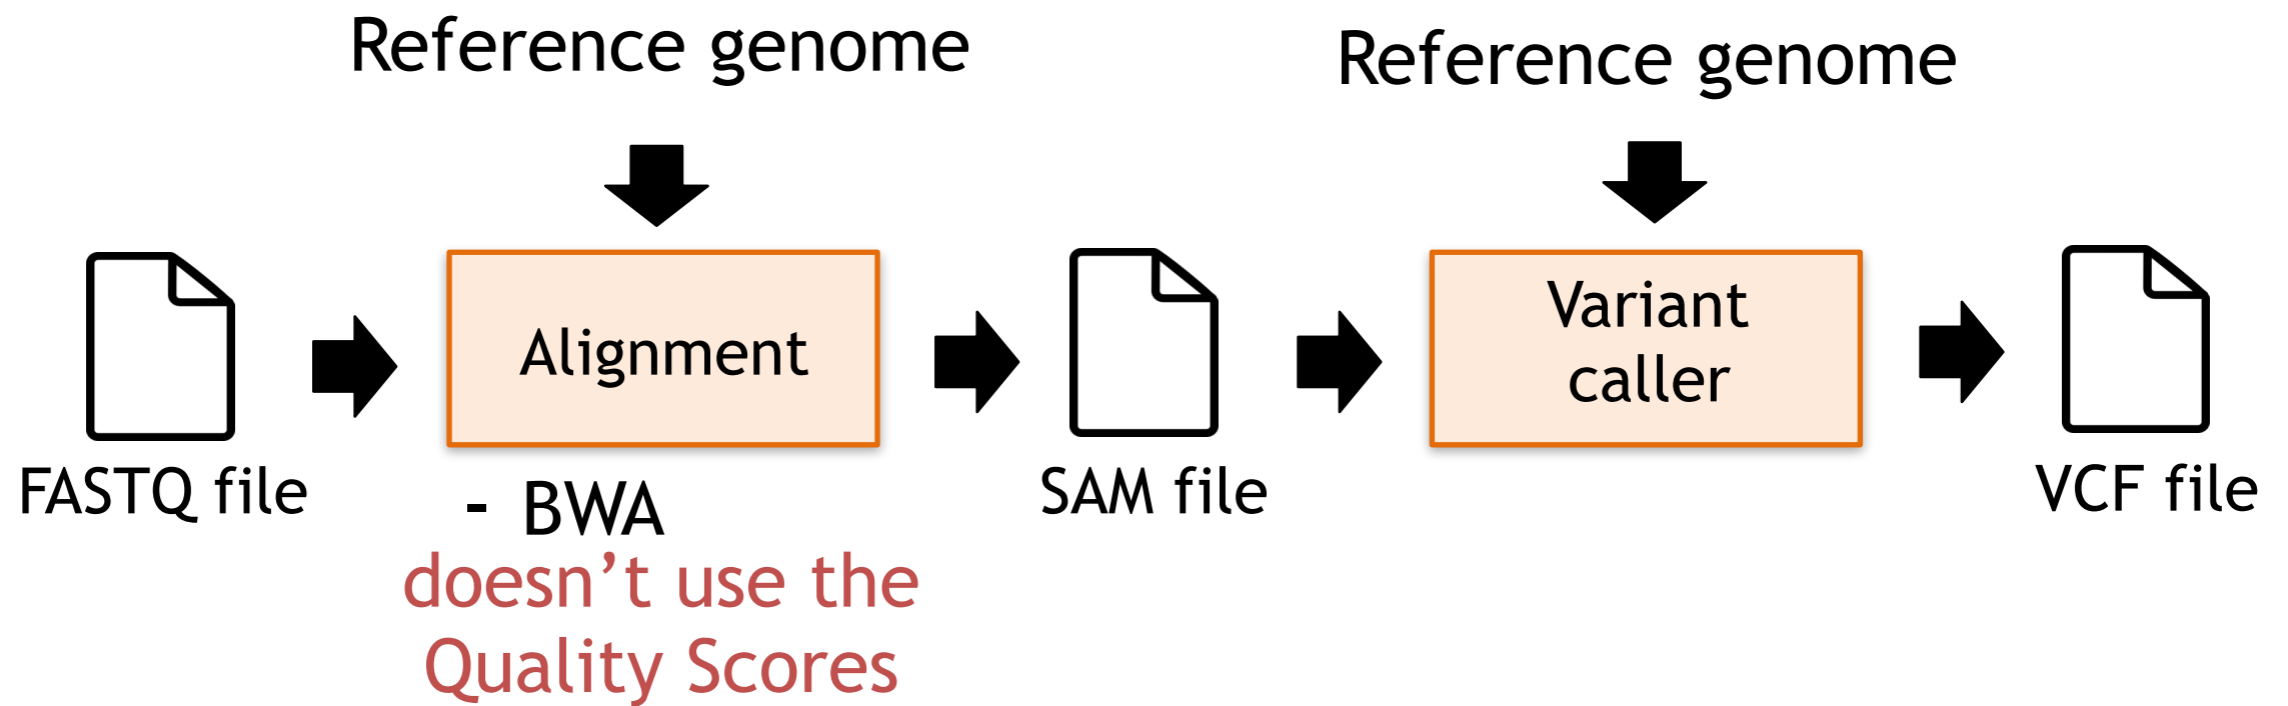 Reference genome
Reference genome
Alignment
Variant
caller
FASTQ file
- BWA
doesn’t use the
Quality Scores
SAM file
VCF file